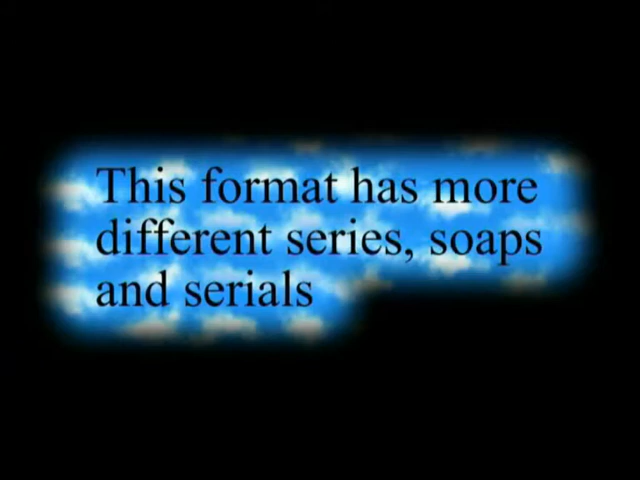 This format has more
different series, soaps
and serials